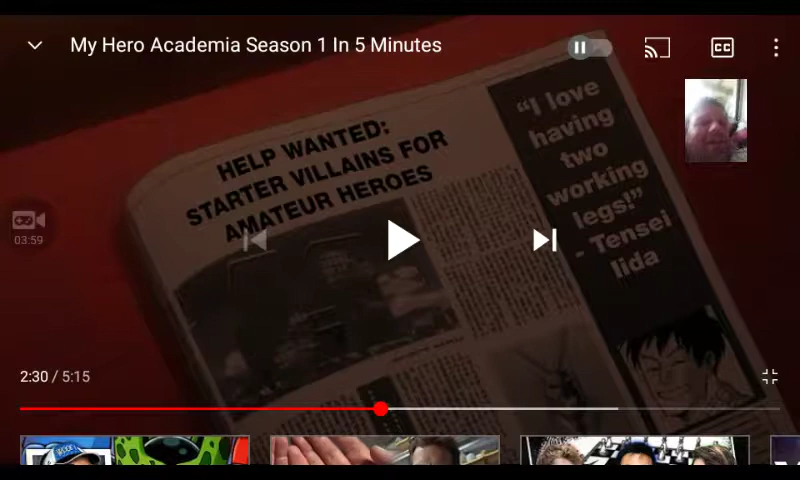 My Hero Academia Season 1 In 5 Minutes
CC
HELP WANTED:
STARTER VILLAINS FOR
AMATEUR HEROES
"I love
having
two
working
legs!"
- Tensei
Iida
03:59
2:30 / 5:15